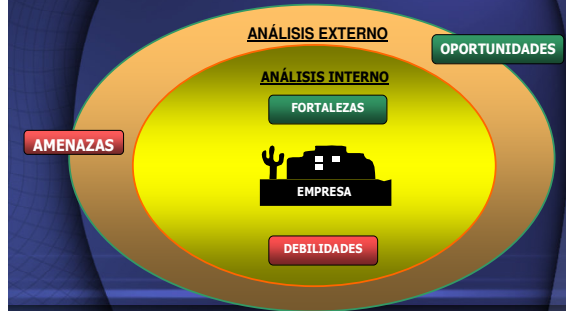 ANÁLISIS EXTERNO
OPORTUNIDADES
ANÁLISIS INTERNO
FORTALEZAS
AMENAZAS
EMPRESA
DEBILIDADES